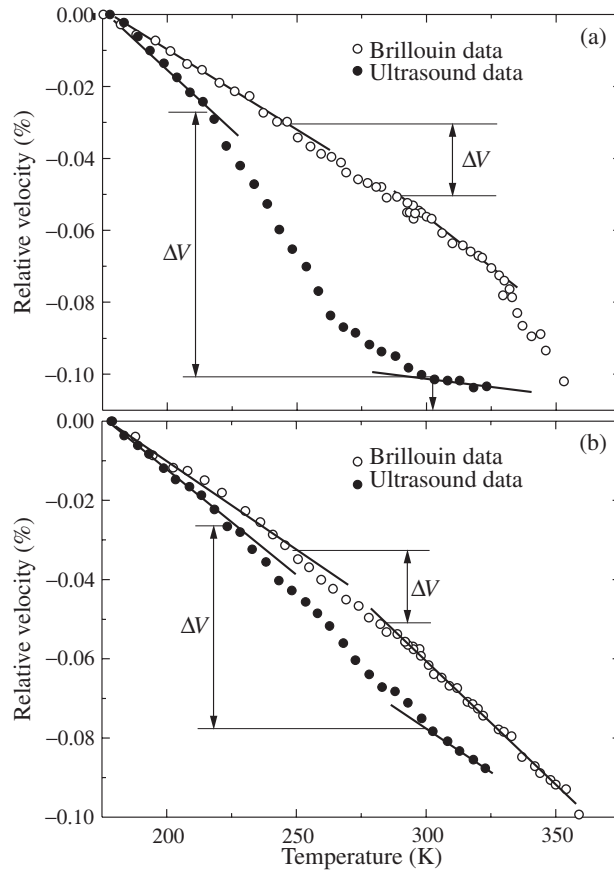 0.00
(a)
Brillouin data
Ultrasound data
−0.02
−0.04
ΔV
−0.06
ΔV
−0.08
−0.10
Relative velocity (%)
0.00
(b)
Brillouin data
Ultrasound data
−0.02
−0.04
ΔV
ΔV
−0.06
−0.08
−0.10
Relative velocity (%)
200 250 300 350
Temperature (K)